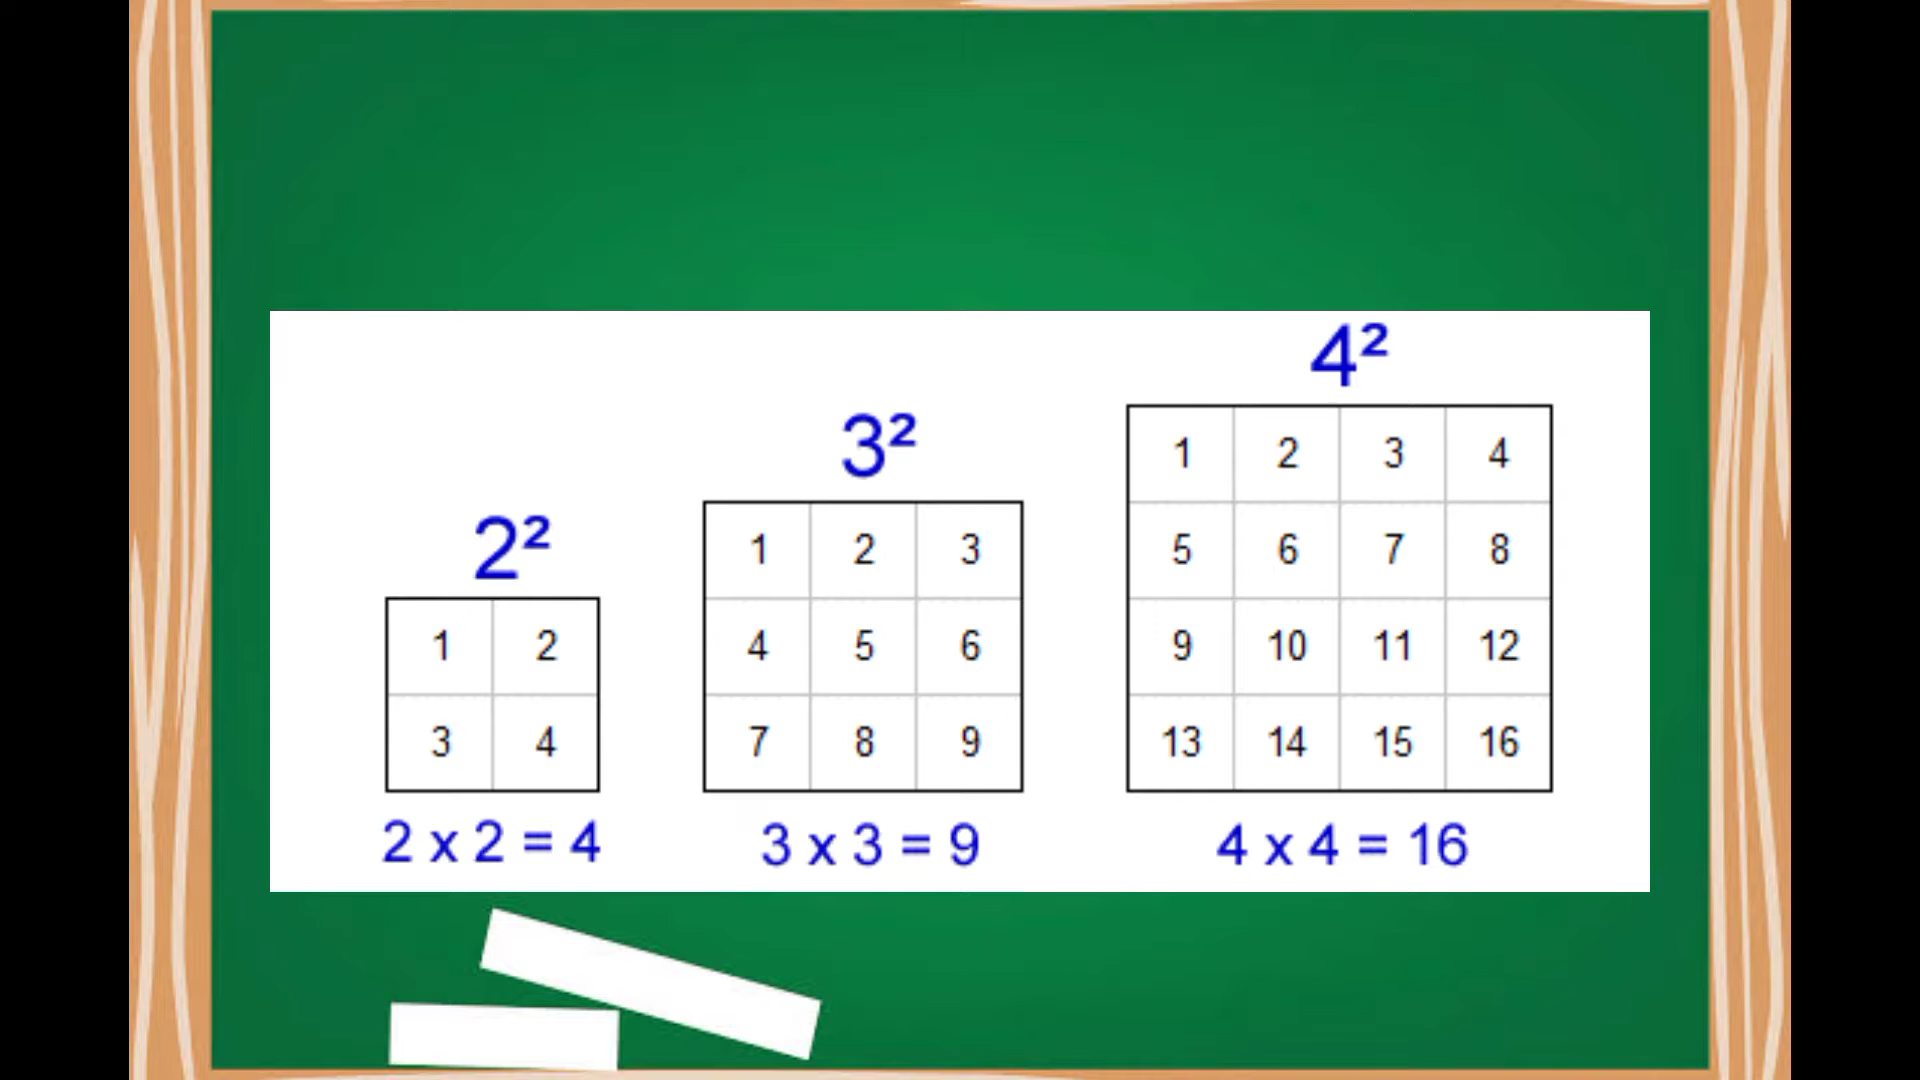 2²
1 2
3 4
2 x 2 = 4
3²
1 2 3
4 5 6
7 8 9
3 x 3 = 9
4²
1 2 3 4
5 6 7 8
9 10 11 12
13 14 15 16
4 x 4 = 16